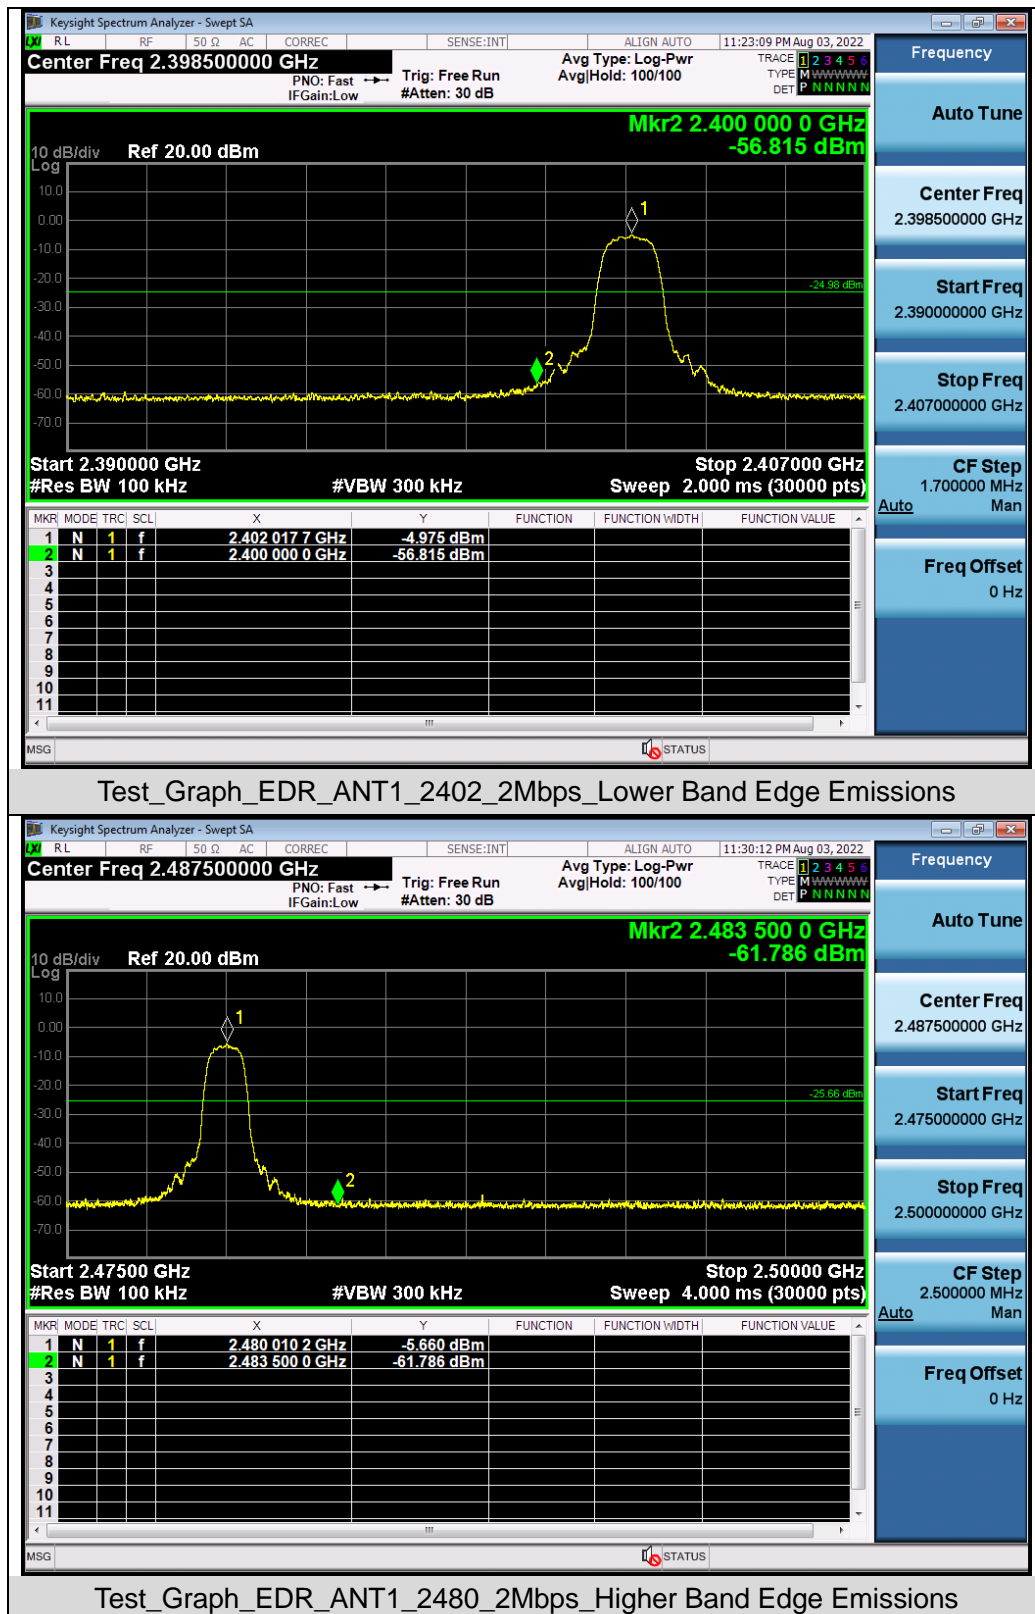 Keysight Spectrum Analyzer - Swept SA
LXI RL RF 50 Ω AC CORREC SENSE:INT ALIGN AUTO 11:23:09 PM Aug 03, 2022
Center Freq 2.398500000 GHz Avg Type: Log-Pwr TRACE 1 2 3 4 5 6
PNO: Fast Trig: Free Run Avg|Hold: 100/100 TYPE M WWWWW
IFGain:Low #Atten: 30 dB DET P N N N N N
Frequency
Auto Tune
Center Freq
2.398500000 GHz
Start Freq
2.390000000 GHz
Stop Freq
2.407000000 GHz
CF Step
1.700000 MHz
Auto Man
Freq Offset
0 Hz
Mkr2 2.400 000 0 GHz
-56.815 dBm
10 dB/div Ref 20.00 dBm
Log
10.0
0.00
-10.0
-20.0
-30.0
-40.0
-50.0
-60.0
-70.0
1
-24.98 dBm
2
Start 2.390000 GHz Stop 2.407000 GHz
#Res BW 100 kHz #VBW 300 kHz Sweep 2.000 ms (30000 pts)
MKR MODE TRC SCL X Y FUNCTION FUNCTION WIDTH FUNCTION VALUE
1 N 1 f 2.402 017 7 GHz -4.975 dBm
2 N 1 f 2.400 000 0 GHz -56.815 dBm
3
4
5
6
7
8
9
10
11
MSG STATUS
Test_Graph_EDR_ANT1_2402_2Mbps_Lower Band Edge Emissions
Keysight Spectrum Analyzer - Swept SA
LXI RL RF 50 Ω AC CORREC SENSE:INT ALIGN AUTO 11:30:12 PM Aug 03, 2022
Center Freq 2.487500000 GHz Avg Type: Log-Pwr TRACE 1 2 3 4 5 6
PNO: Fast Trig: Free Run Avg|Hold: 100/100 TYPE M WWWWW
IFGain:Low #Atten: 30 dB DET P N N N N N
Frequency
Auto Tune
Center Freq
2.487500000 GHz
Start Freq
2.475000000 GHz
Stop Freq
2.500000000 GHz
CF Step
2.500000 MHz
Auto Man
Freq Offset
0 Hz
Mkr2 2.483 500 0 GHz
-61.786 dBm
10 dB/div Ref 20.00 dBm
Log
10.0
0.00
-10.0
-20.0
-30.0
-40.0
-50.0
-60.0
-70.0
1
-25.66 dBm
2
Start 2.47500 GHz Stop 2.50000 GHz
#Res BW 100 kHz #VBW 300 kHz Sweep 4.000 ms (30000 pts)
MKR MODE TRC SCL X Y FUNCTION FUNCTION WIDTH FUNCTION VALUE
1 N 1 f 2.480 010 2 GHz -5.660 dBm
2 N 1 f 2.483 500 0 GHz -61.786 dBm
3
4
5
6
7
8
9
10
11
MSG STATUS
Test_Graph_EDR_ANT1_2480_2Mbps_Higher Band Edge Emissions